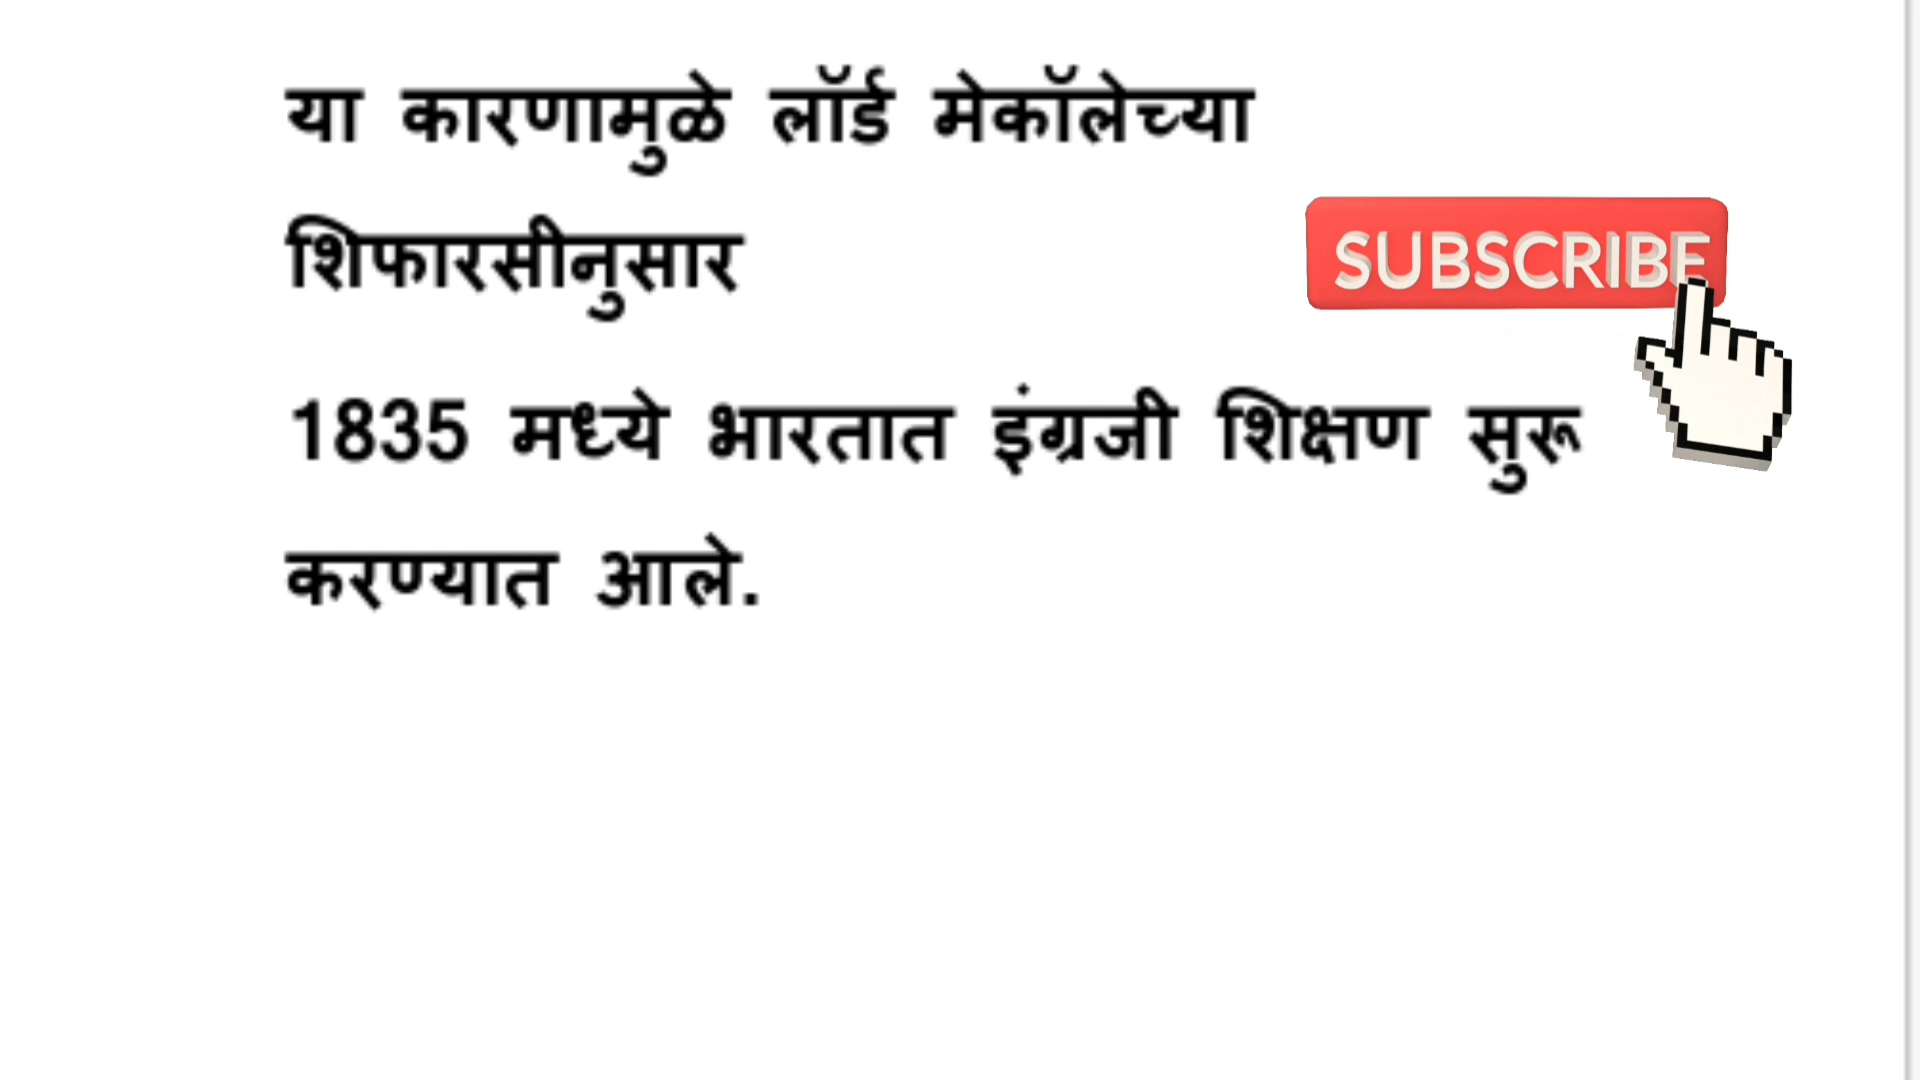 या कारणामुळे लॉर्ड मेकॉलेच्या
शिफारसीनुसार
SUBSCRIBE
1835 मध्ये भारतात इंग्रजी शिक्षण सुरू
करण्यात आले.